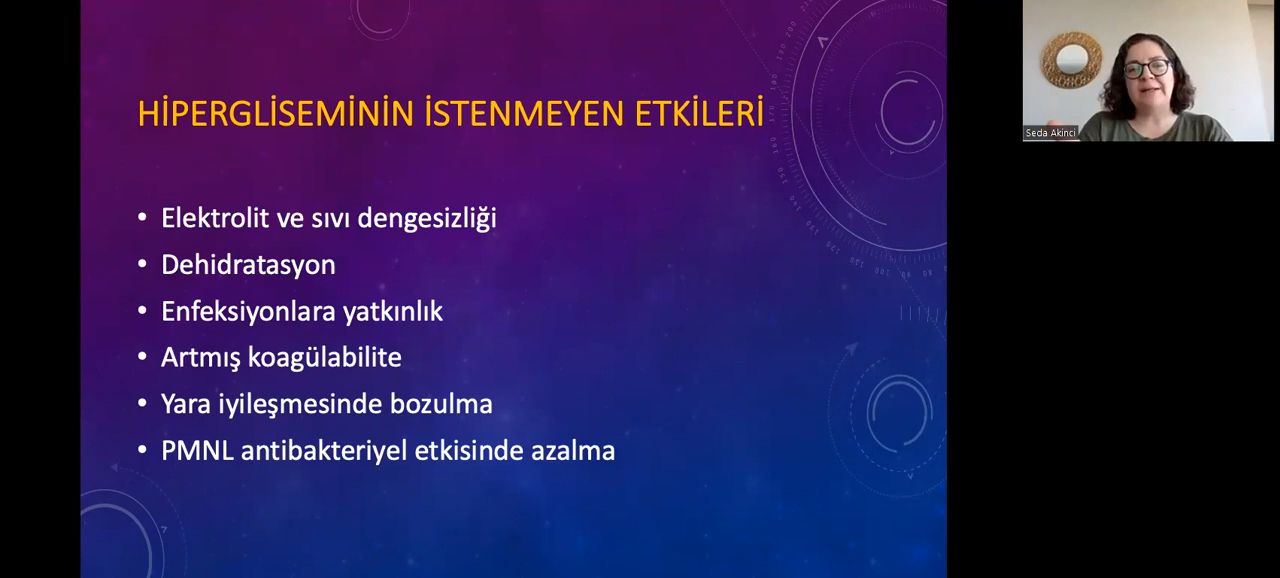 HİPERGLİSEMİNİN İSTENMEYEN ETKİLERİ
• Elektrolit ve sıvı dengesizliği
• Dehidratasyon
• Enfeksiyonlara yatkınlık
• Artmış koagülabilite
• Yara iyileşmesinde bozulma
• PMNL antibakteriyel etkisinde azalma
Seda Akinci